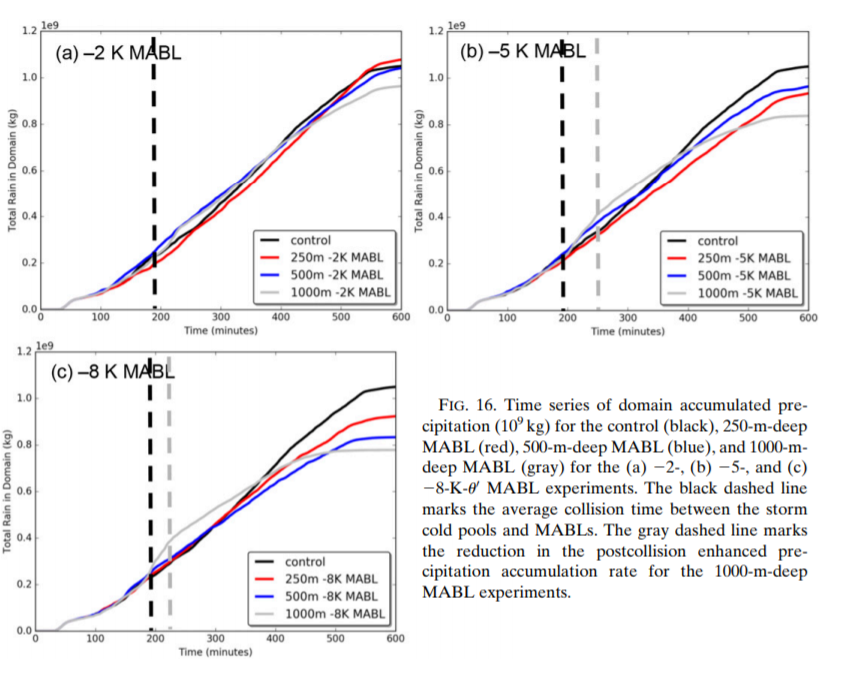 1.2 1e9
(a) –2 K MABL
1.0
0.8
0.6
0.4
0.2
0.0
Total Rain in Domain (kg)
control
250m -2K MABL
500m -2K MABL
1000m -2K MABL
0 100 200 300 400 500 600
Time (minutes)
1.2 1e9
(b) –5 K MABL
1.0
0.8
0.6
0.4
0.2
0.0
Total Rain in Domain (kg)
control
250m -5K MABL
500m -5K MABL
1000m -5K MABL
0 100 200 300 400 500 600
Time (minutes)
1.2 1e9
(c) –8 K MABL
1.0
0.8
0.6
0.4
0.2
0.0
Total Rain in Domain (kg)
control
250m -8K MABL
500m -8K MABL
1000m -8K MABL
0 100 200 300 400 500 600
Time (minutes)
FIG. 16. Time series of domain accumulated pre-
cipitation (10⁹ kg) for the control (black), 250-m-deep
MABL (red), 500-m-deep MABL (blue), and 1000-m-
deep MABL (gray) for the (a) −2-, (b) −5-, and (c)
−8-K-θ′ MABL experiments. The black dashed line
marks the average collision time between the storm
cold pools and MABLs. The gray dashed line marks
the reduction in the postcollision enhanced pre-
cipitation accumulation rate for the 1000-m-deep
MABL experiments.